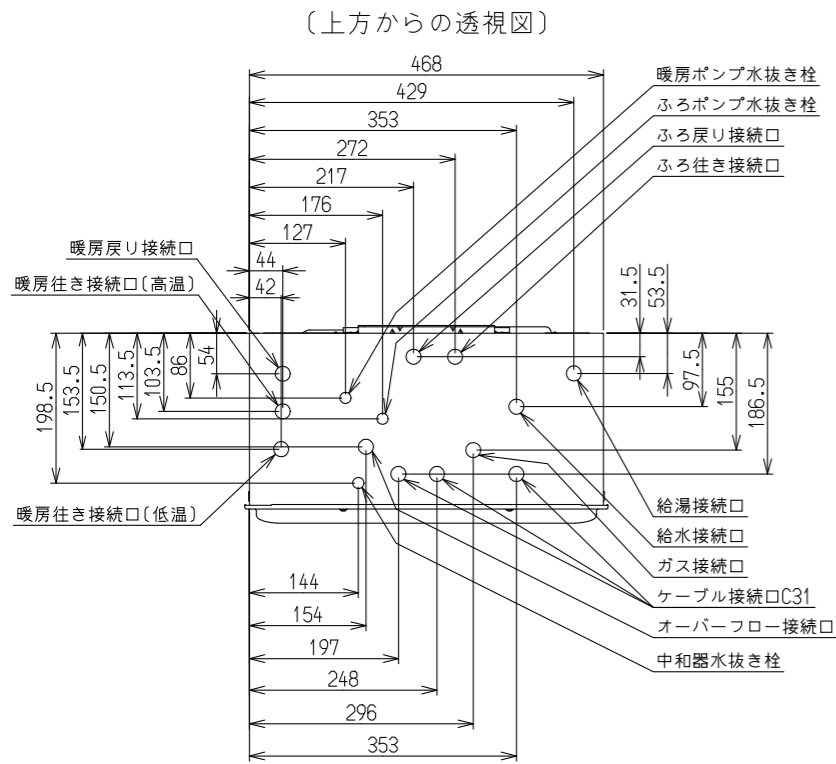 〔上方からの透視図〕
468
429
353
272
217
176
127
44
42
暖房ポンプ水抜き栓
ふろポンプ水抜き栓
ふろ戻り接続口
ふろ往き接続口
暖房戻り接続口
暖房往き接続口〔高温〕
31.5
53.5
54
86
103.5
113.5
150.5
153.5
198.5
97.5
155
186.5
暖房往き接続口〔低温〕
給湯接続口
給水接続口
ガス接続口
ケーブル接続口C31
オーバーフロー接続口
中和器水抜き栓
144
154
197
248
296
353